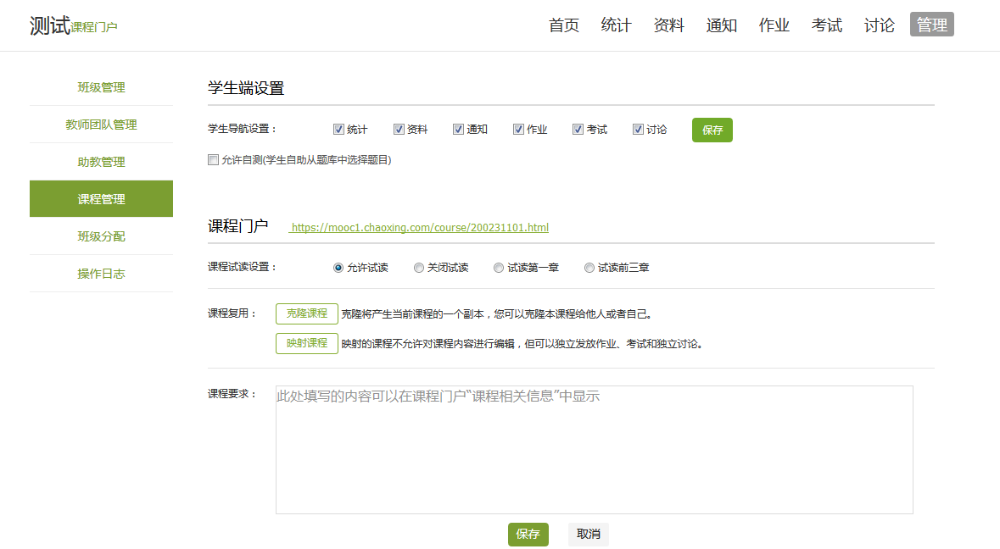 测试课程门户 首页 统计 资料 通知 作业 考试 讨论 管理
班级管理
教师团队管理
助教管理
课程管理
班级分配
操作日志
学生端设置
学生导航设置： 统计 资料 通知 作业 考试 讨论 保存
允许自测(学生自助从题库中选择题目)
课程门户 https://mooc1.chaoxing.com/course/200231101.html
课程试读设置： 允许试读 关闭试读 试读第一章 试读前三章
课程复用： 克隆课程 克隆将产生当前课程的一个副本，您可以克隆本课程给他人或者自己。
映射课程 映射的课程不允许对课程内容进行编辑，但可以独立发放作业、考试和独立讨论。
课程要求： 此处填写的内容可以在课程门户“课程相关信息”中显示
保存 取消